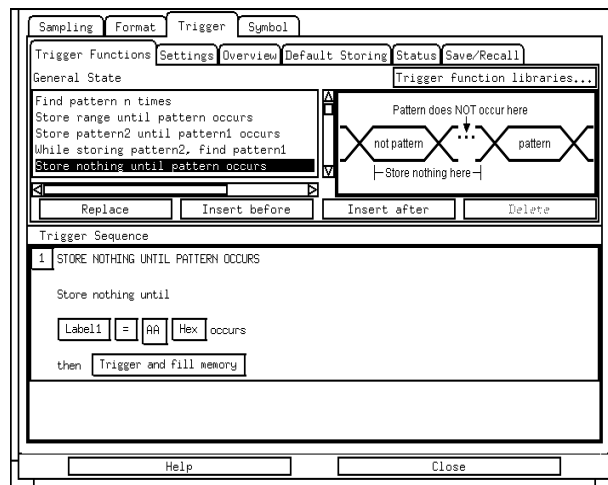 Sampling Format Trigger Symbol
Trigger Functions Settings Overview Default Storing Status Save/Recall
General State
Trigger function libraries...
Find pattern n times
Store range until pattern occurs
Store pattern2 until pattern1 occurs
While storing pattern2, find pattern1
Store nothing until pattern occurs
Pattern does NOT occur here
not pattern ... pattern
Store nothing here
Replace Insert before Insert after Delete
Trigger Sequence
1 STORE NOTHING UNTIL PATTERN OCCURS
Store nothing until
Label1 = AA Hex occurs
then Trigger and fill memory
Help Close